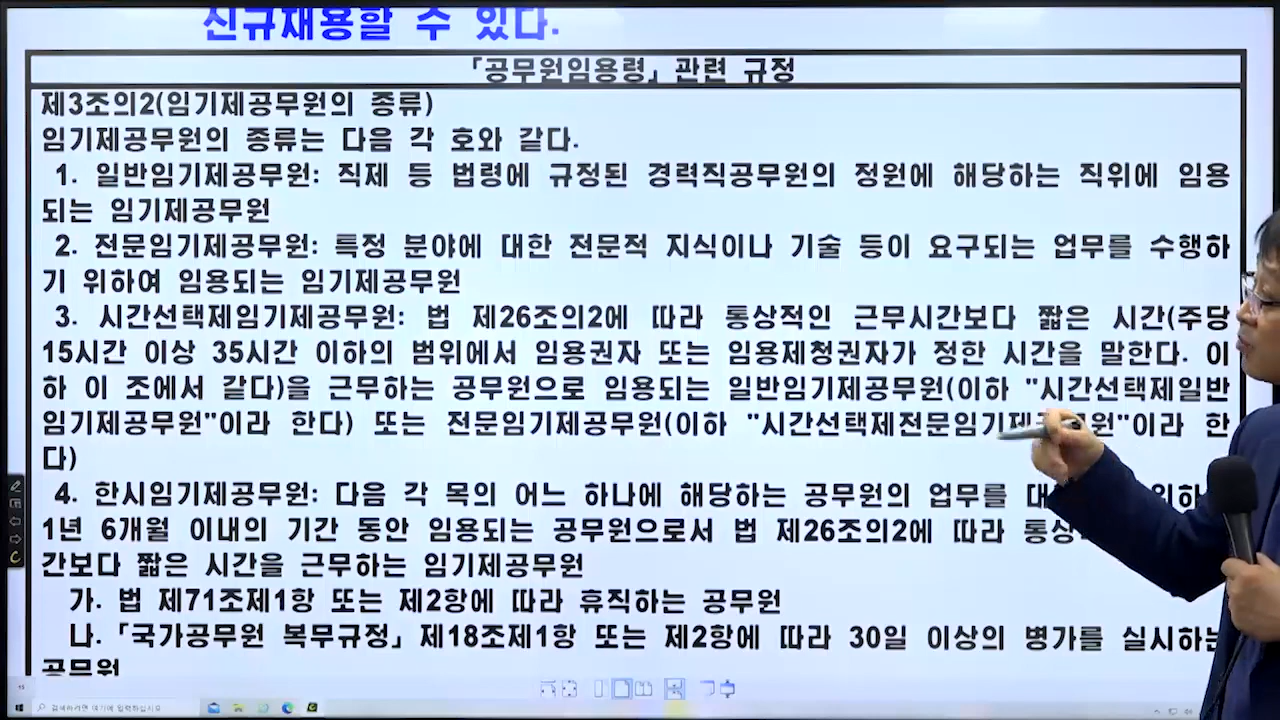 신규채용할 수 있다.
「공무원임용령」 관련 규정
제3조의2(임기제공무원의 종류)
임기제공무원의 종류는 다음 각 호와 같다.
1. 일반임기제공무원: 직제 등 법령에 규정된 경력직공무원의 정원에 해당하는 직위에 임용
되는 임기제공무원
2. 전문임기제공무원: 특정 분야에 대한 전문적 지식이나 기술 등이 요구되는 업무를 수행하
기 위하여 임용되는 임기제공무원
3. 시간선택제임기제공무원: 법 제26조의2에 따라 통상적인 근무시간보다 짧은 시간(주당
15시간 이상 35시간 이하의 범위에서 임용권자 또는 임용제청권자가 정한 시간을 말한다. 이
하 이 조에서 같다)을 근무하는 공무원으로 임용되는 일반임기제공무원(이하 "시간선택제일반
임기제공무원"이라 한다) 또는 전문임기제공무원(이하 "시간선택제전문임기제 원"이라 한
다)
4. 한시임기제공무원: 다음 각 목의 어느 하나에 해당하는 공무원의 업무를
1년 6개월 이내의 기간 동안 임용되는 공무원으로서 법 제26조의2에 따라
간보다 짧은 시간을 근무하는 임기제공무원
가. 법 제71조제1항 또는 제2항에 따라 휴직하는 공무원
나. 「국가공무원 복무규정」 제18조제1항 또는 제2항에 따라 30일 이상의 병가를 실시하는
공무원
검색하려면 여기에 입력하십시오